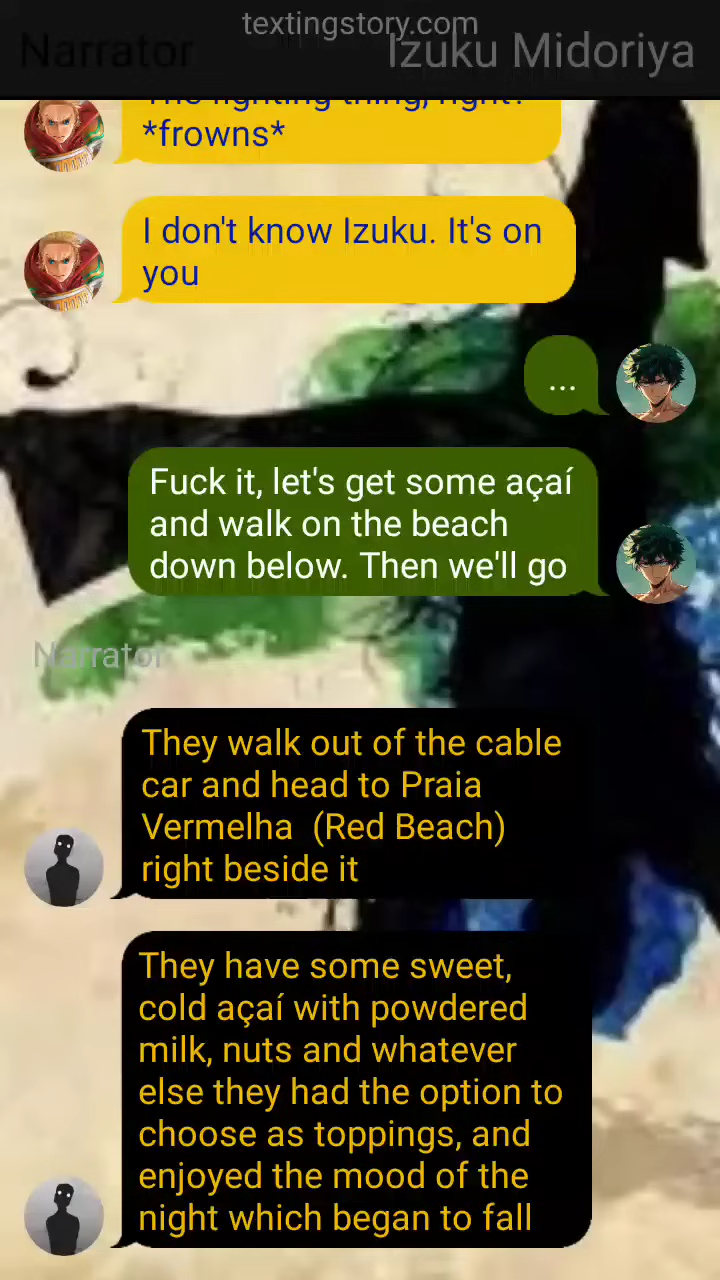 textingstory.com
Narrator
Izuku Midoriya
The fighting thing, right?
*frowns*
I don't know Izuku. It's on
you
...
Fuck it, let's get some açaí
and walk on the beach
down below. Then we'll go
Narrator
They walk out of the cable
car and head to Praia
Vermelha (Red Beach)
right beside it
They have some sweet,
cold açaí with powdered
milk, nuts and whatever
else they had the option to
choose as toppings, and
enjoyed the mood of the
night which began to fall